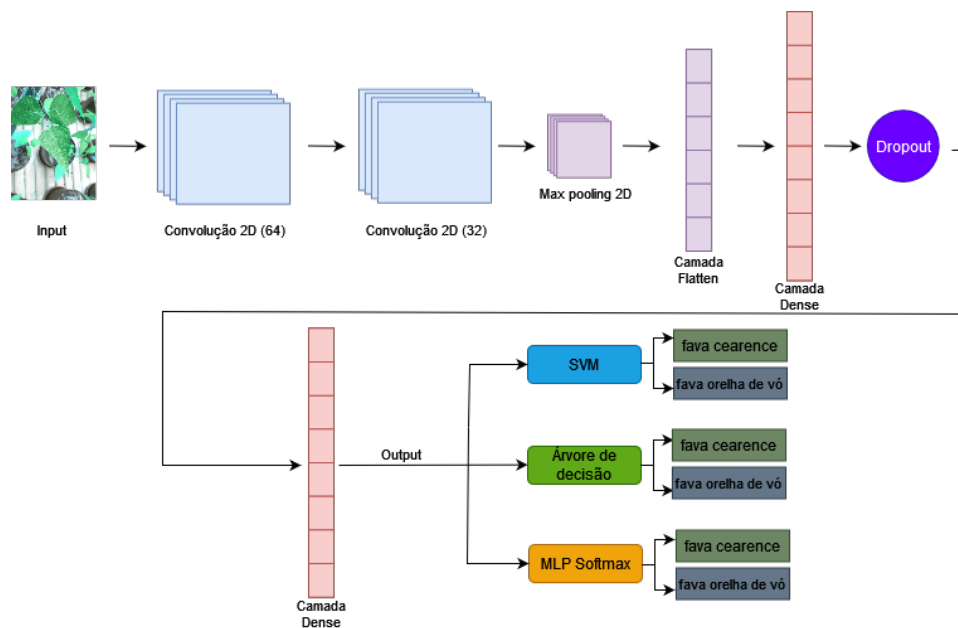 Dropout
Max pooling 2D
Input
Convolução 2D (64)
Convolução 2D (32)
Camada
Flatten
Camada
Dense
SVM
fava cearence
fava orelha de vó
Output
Árvore de
decisão
fava cearence
fava orelha de vó
MLP Softmax
fava cearence
fava orelha de vó
Camada
Dense